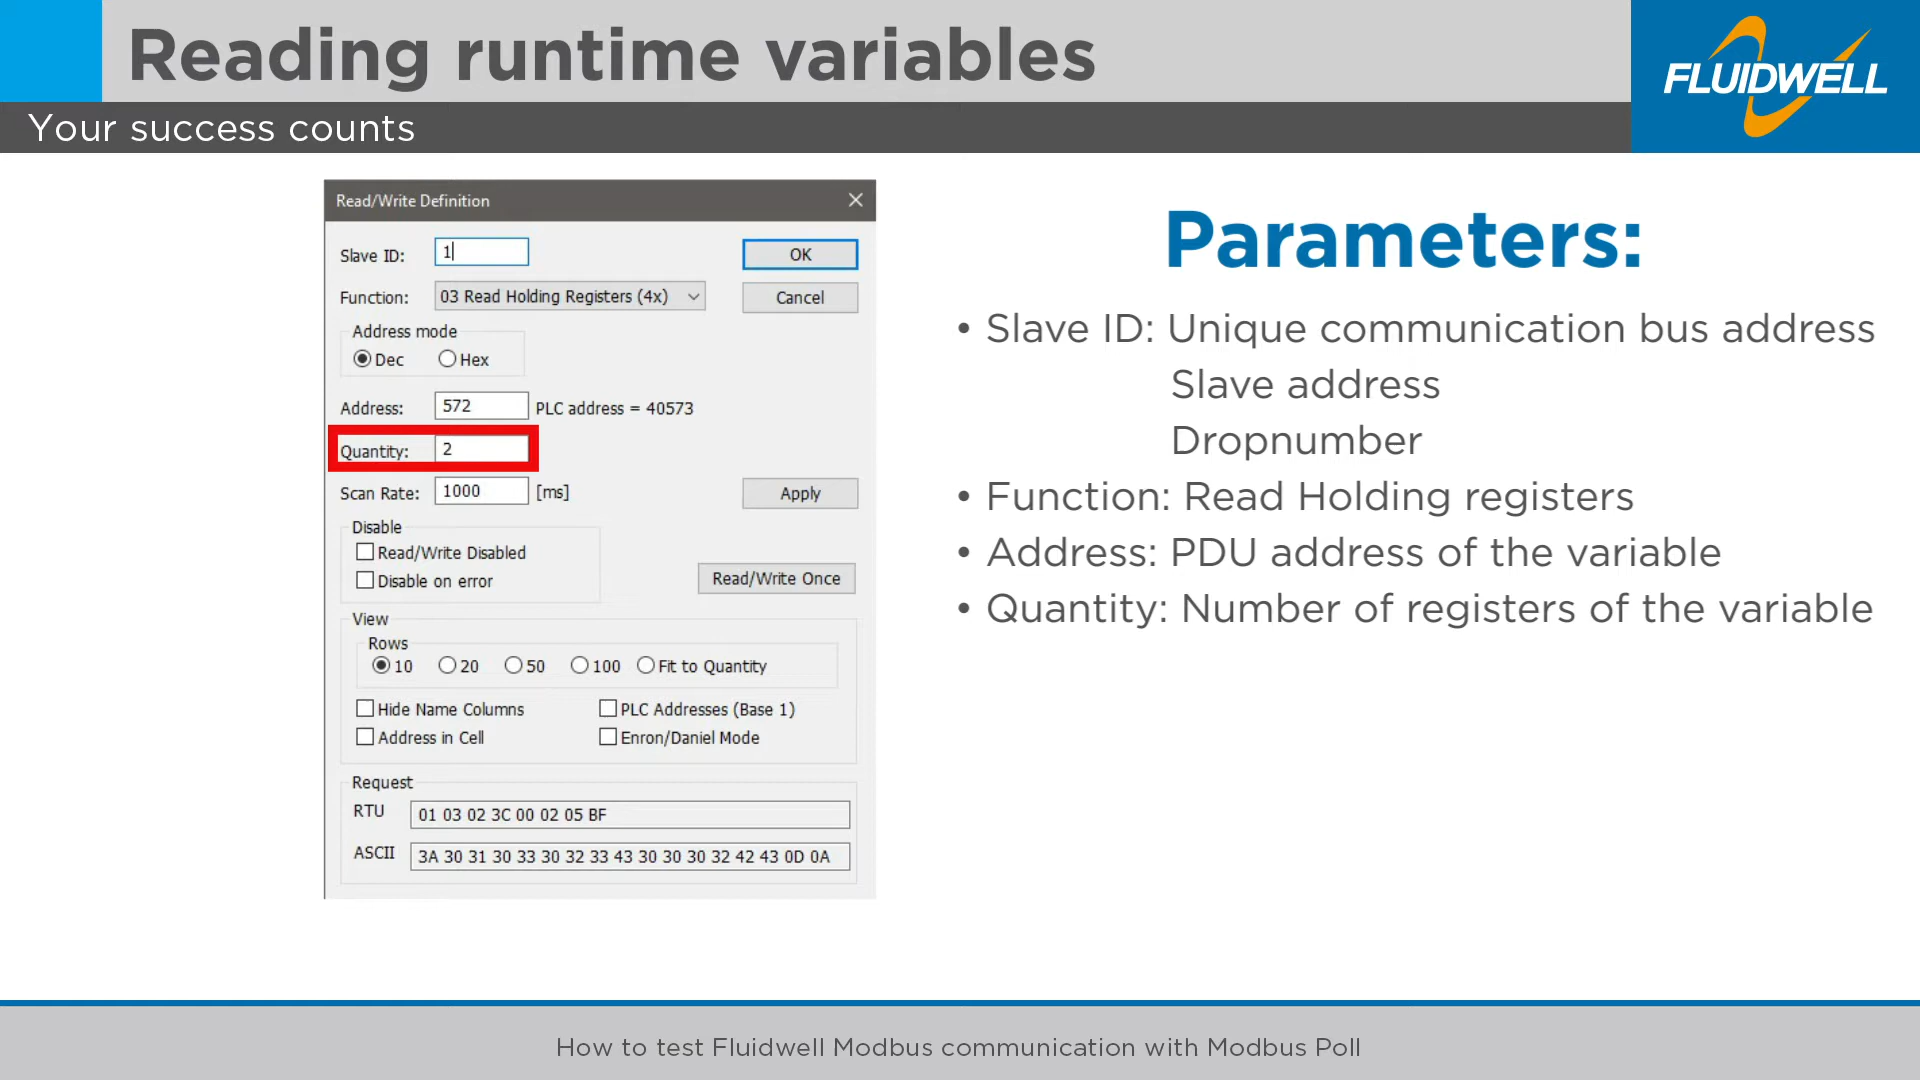 Reading runtime variables
FLUIDWELL
Your success counts
Read/Write Definition
Slave ID: 1
OK
Function: 03 Read Holding Registers (4x)
Cancel
Address mode
Dec Hex
Address: 572 PLC address = 40573
Quantity: 2
Scan Rate: 1000 [ms]
Apply
Disable
Read/Write Disabled
Disable on error
Read/Write Once
View
Rows
10 20 50 100 Fit to Quantity
Hide Name Columns PLC Addresses (Base 1)
Address in Cell Enron/Daniel Mode
Request
RTU 01 03 02 3C 00 02 05 BF
ASCII 3A 30 31 30 33 30 32 33 43 30 30 30 32 42 43 0D 0A
Parameters:
• Slave ID: Unique communication bus address
Slave address
Dropnumber
• Function: Read Holding registers
• Address: PDU address of the variable
• Quantity: Number of registers of the variable
How to test Fluidwell Modbus communication with Modbus Poll